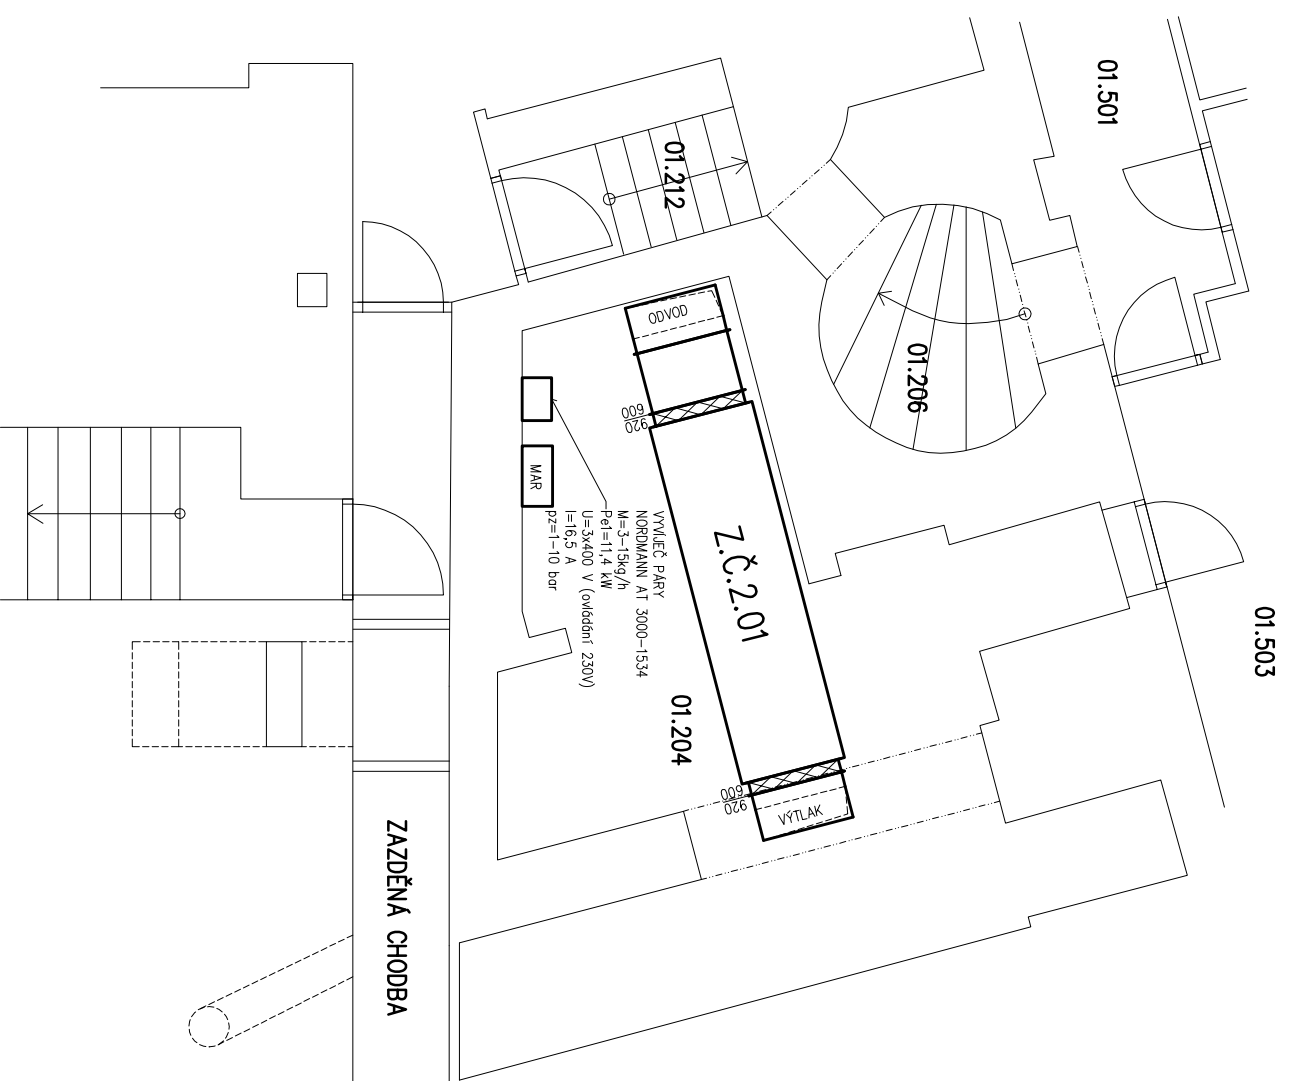 01.501
01.212
ODVOD
01.206
600
920
MAR
VYVÍJEČ PÁRY
NORDMANN AT 3000-1534
M=3-15kg/h
Pel=11,4 kW
U=3x400 V (ovládání 230V)
I=16,5 A
pz=1-10 bar
Z.Č.2.01
01.503
01.204
600
920
VÝTLAK
ZAZDĚNÁ CHODBA